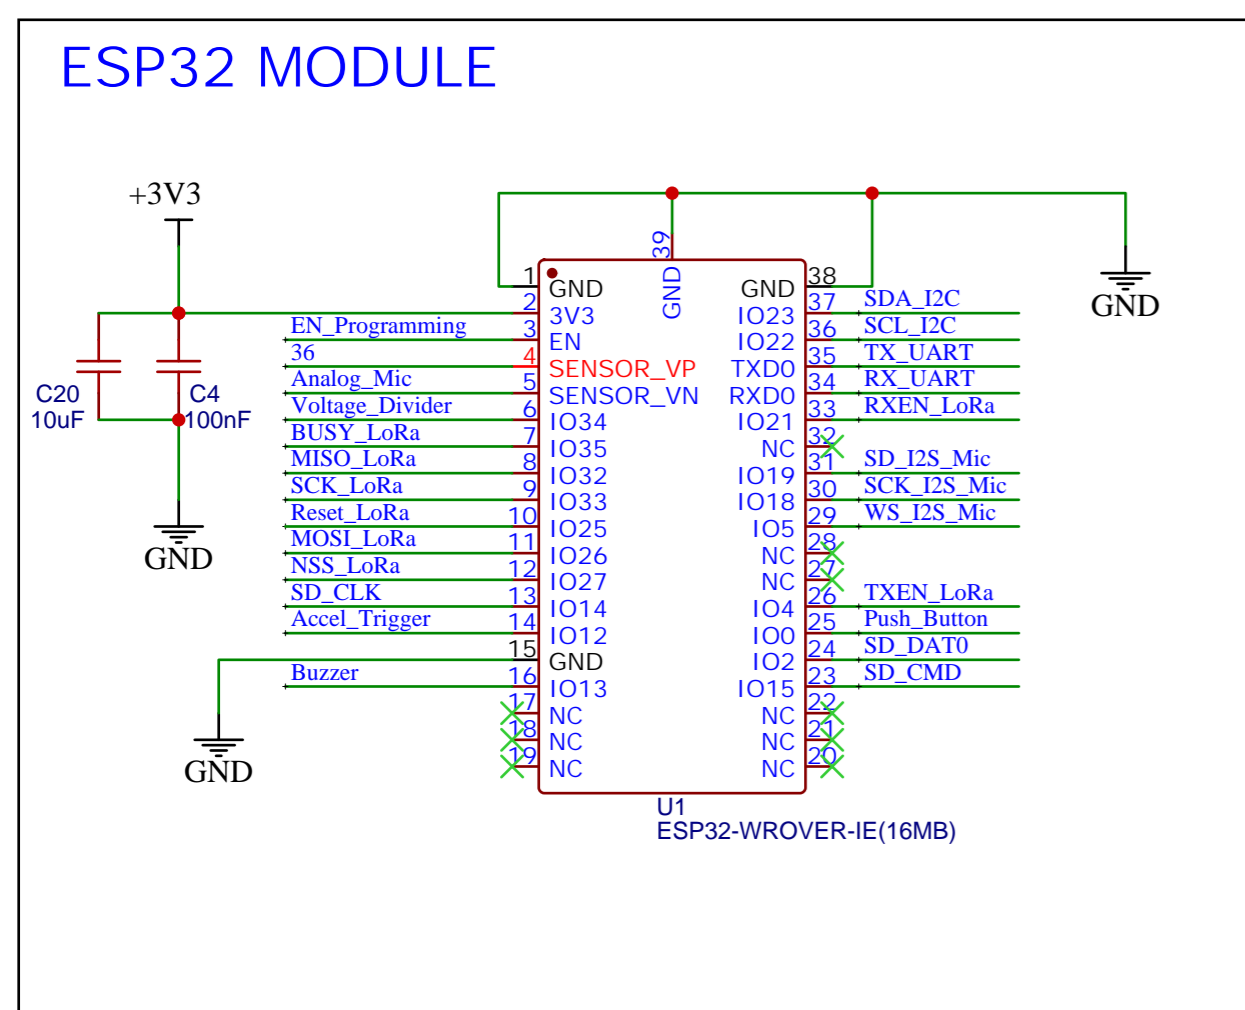 ESP32 MODULE
+3V3
C20
10uF
C4
100nF
GND
EN_Programming
36
Analog_Mic
Voltage_Divider
BUSY_LoRa
MISO_LoRa
SCK_LoRa
Reset_LoRa
MOSI_LoRa
NSS_LoRa
SD_CLK
Accel_Trigger
Buzzer
GND
1 GND
2 3V3
3 EN
4 SENSOR_VP
5 SENSOR_VN
6 IO34
7 IO35
8 IO32
9 IO33
10 IO25
11 IO26
12 IO27
13 IO14
14 IO12
15 GND
16 IO13
17 NC
18 NC
19 NC
39 GND
GND 38
IO23 37 SDA_I2C
IO22 36 SCL_I2C
TXD0 35 TX_UART
RXD0 34 RX_UART
IO21 33 RXEN_LoRa
NC 32
IO19 31 SD_I2S_Mic
IO18 30 SCK_I2S_Mic
IO5 29 WS_I2S_Mic
NC 28
NC 27
IO4 26 TXEN_LoRa
IO0 25 Push_Button
IO2 24 SD_DAT0
IO15 23 SD_CMD
NC 22
NC 21
NC 20
GND
U1
ESP32-WROVER-IE(16MB)